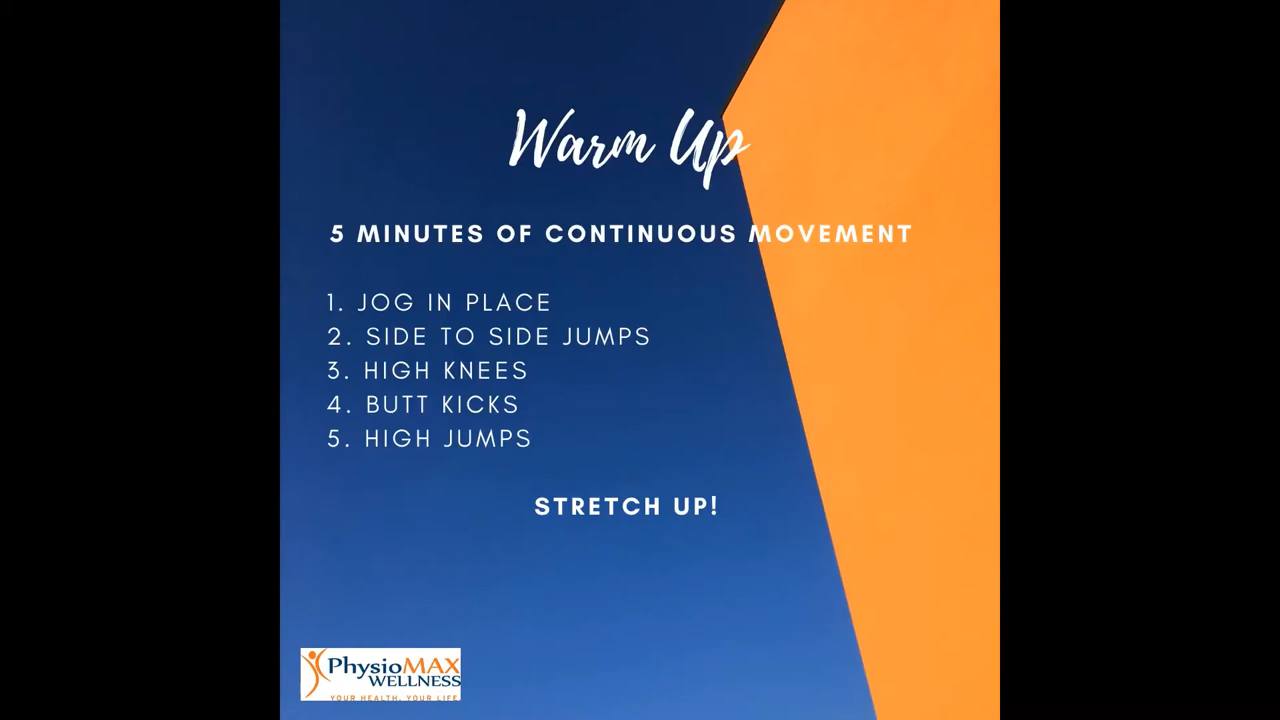 Warm Up
5 MINUTES OF CONTINUOUS MOVEMENT
1. JOG IN PLACE
2. SIDE TO SIDE JUMPS
3. HIGH KNEES
4. BUTT KICKS
5. HIGH JUMPS
STRETCH UP!
PhysioMAX
WELLNESS
YOUR HEALTH. YOUR LIFE